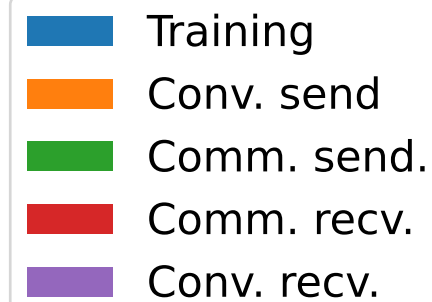 Training
Conv. send
Comm. send.
Comm. recv.
Conv. recv.